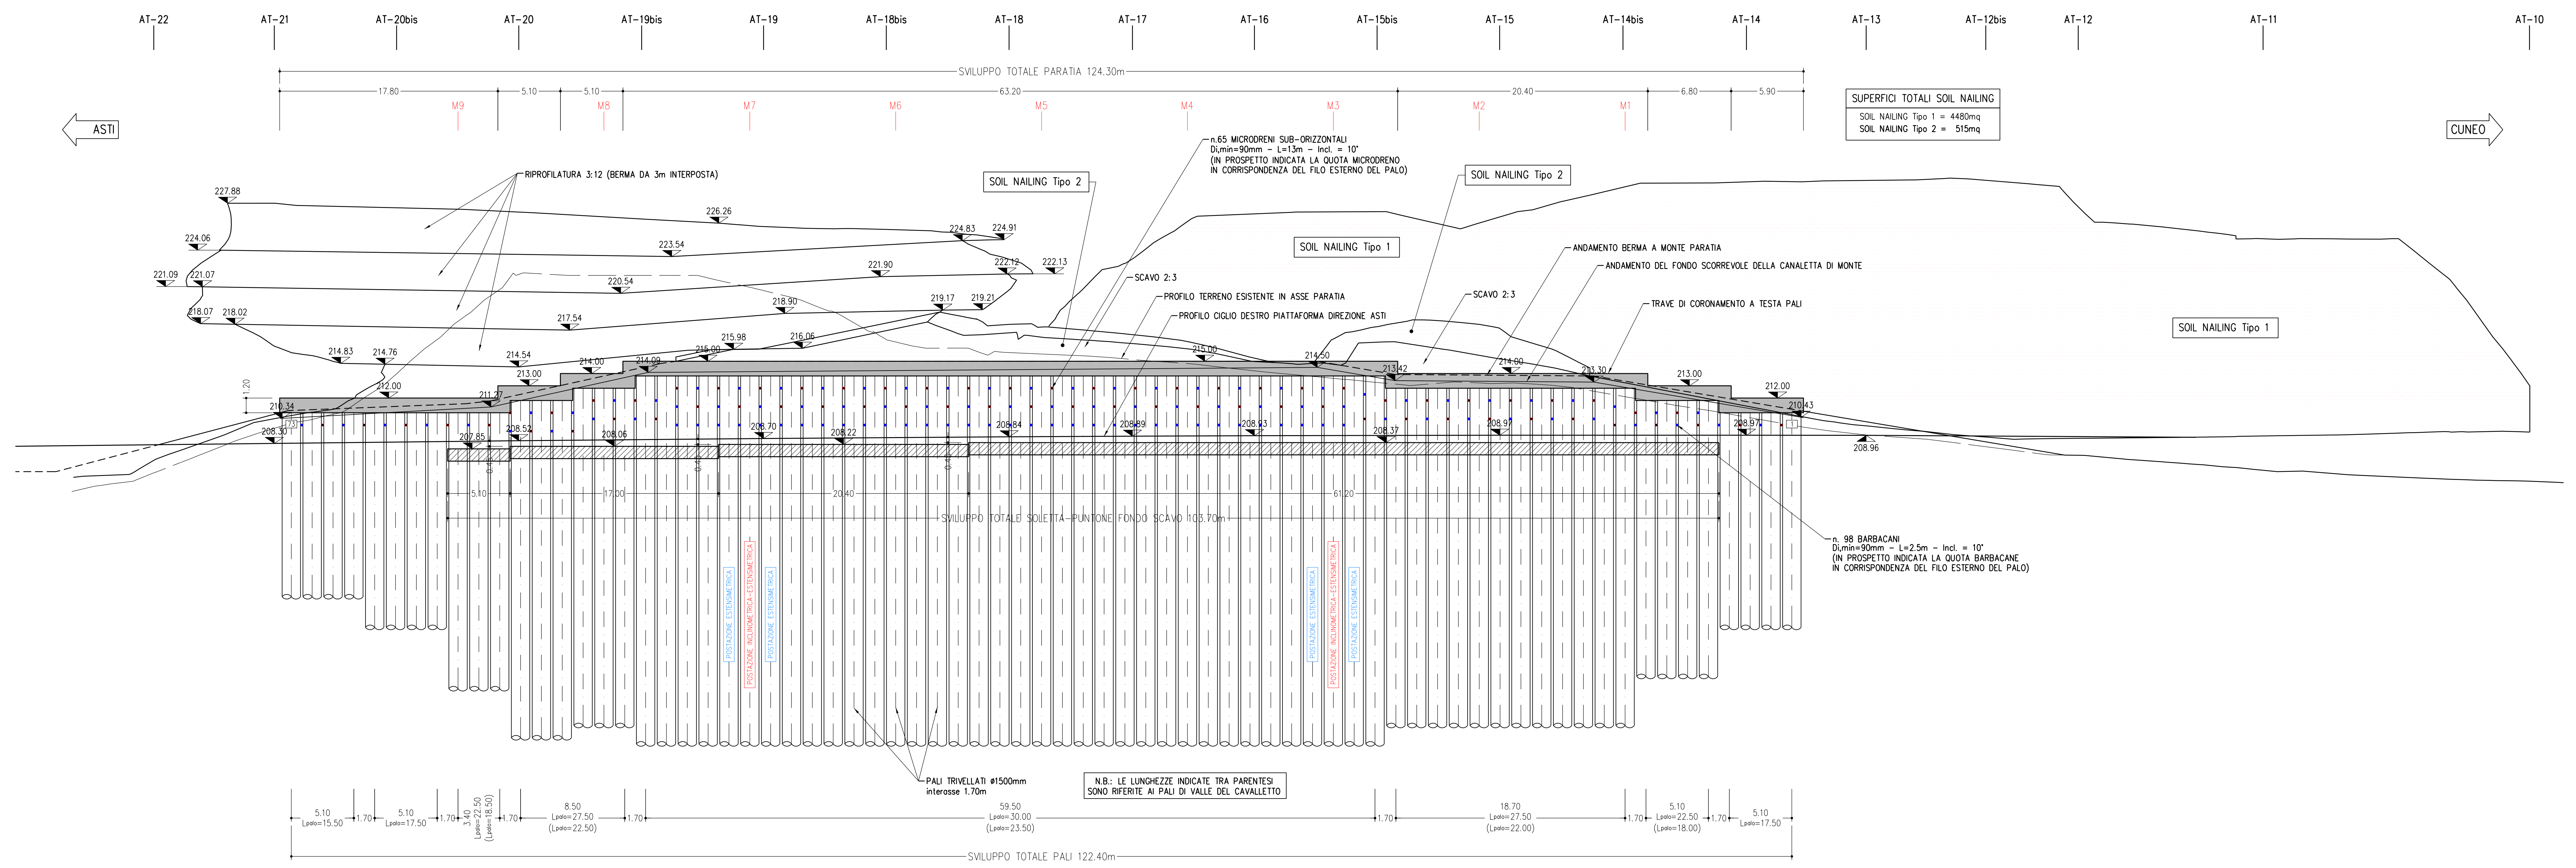 AT-22 AT-21 AT-20bis AT-20 AT-19bis AT-19 AT-18bis AT-18 AT-17 AT-16 AT-15bis AT-15 AT-14bis AT-14 AT-13 AT-12bis AT-12 AT-11 AT-10
SVILUPPO TOTALE PARATIA 124.30m
17.80 5.10 5.10 63.20 20.40 6.80 5.90
M9 M8 M7 M6 M5 M4 M3 M2 M1
SUPERFICI TOTALI SOIL NAILING
SOIL NAILING Tipo 1 = 4480mq
SOIL NAILING Tipo 2 = 515mq
ASTI
CUNEO
n.65 MICRODRENI SUB-ORIZZONTALI
Di,min=90mm - L=13m - Incl. = 10°
(IN PROSPETTO INDICATA LA QUOTA MICRODRENO
IN CORRISPONDENZA DEL FILO ESTERNO DEL PALO)
RIPROFILATURA 3:12 (BERMA DA 3m INTERPOSTA)
SOIL NAILING Tipo 2
SOIL NAILING Tipo 2
227.88
226.26
224.06
223.54
224.83
224.91
221.09
221.07
220.54
221.90
222.12
222.13
218.07
218.02
217.54
218.90
219.17
219.21
SOIL NAILING Tipo 1
ANDAMENTO BERMA A MONTE PARATIA
ANDAMENTO DEL FONDO SCORREVOLE DELLA CANALETTA DI MONTE
SCAVO 2:3
SCAVO 2:3
PROFILO TERRENO ESISTENTE IN ASSE PARATIA
TRAVE DI CORONAMENTO A TESTA PALI
PROFILO CIGLIO DESTRO PIATTAFORMA DIREZIONE ASTI
SOIL NAILING Tipo 1
214.83
214.76
214.54
214.00
214.09
215.00
215.98
216.06
215.00
214.50
213.42
214.00
213.30
213.00
212.00
210.43
1.20
212.00
213.00
211.27
210.34
73
1
208.30
207.85
208.52
208.06
208.70
208.22
208.84
208.89
208.93
208.37
208.97
208.97
208.96
5.10 17.00 20.40 61.20
SVILUPPO TOTALE SOLETTA-PUNTONE FONDO SCAVO 103.70m
n. 98 BARBACANI
Di,min=90mm - L=2.5m - Incl. = 10°
(IN PROSPETTO INDICATA LA QUOTA BARBACANE
IN CORRISPONDENZA DEL FILO ESTERNO DEL PALO)
POSTAZIONE ESTENSIMETRICA
POSTAZIONE INCLINOMETRICA-ESTENSIMETRICA
POSTAZIONE ESTENSIMETRICA
POSTAZIONE ESTENSIMETRICA
POSTAZIONE INCLINOMETRICA-ESTENSIMETRICA
POSTAZIONE ESTENSIMETRICA
PALI TRIVELLATI ø1500mm
interasse 1.70m
N.B.: LE LUNGHEZZE INDICATE TRA PARENTESI
SONO RIFERITE AI PALI DI VALLE DEL CAVALLETTO
5.10
Lpalo=15.50
1.70
5.10
Lpalo=17.50
1.70
3.40
Lpalo=22.50
(Lpalo=18.50)
1.70
8.50
Lpalo=27.50
(Lpalo=22.50)
1.70
59.50
Lpalo=30.00
(Lpalo=23.50)
1.70
18.70
Lpalo=27.50
(Lpalo=22.00)
1.70
5.10
Lpalo=22.50
(Lpalo=18.00)
1.70
5.10
Lpalo=17.50
SVILUPPO TOTALE PALI 122.40m